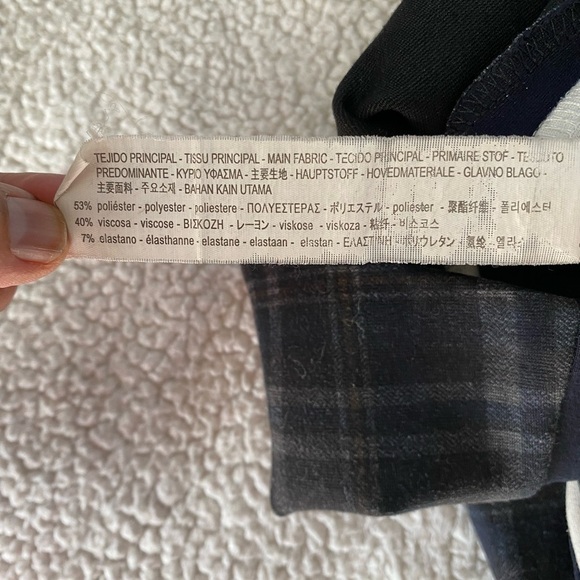 TEJIDO PRINCIPAL - TISSU PRINCIPAL - MAIN FABRIC - TECIDO PRINCIPAL - PRIMAIRE STOF - TESSUTO
PREDOMINANTE - ΚΥΡΙΟ ΥΦΑΣΜΑ - 主要生地 - HAUPTSTOFF - HOVEDMATERIALE - GLAVNO BLAGO -
主要面料 - 주요소재 - BAHAN KAIN UTAMA
53% poliéster - polyester - poliestere - ΠΟΛΥΕΣΤΕΡΑΣ - ポリエステル - poliester - 聚酯纤维 - 폴리에스터
40% viscosa - viscose - ΒΙΣΚΟΖΗ - レーヨン - viskose - viskoza - 粘纤 - 비스코스
7% elastano - élasthanne - elastane - elastaan - elastan - ΕΛΑΣΤΙΝΗ - ポリウレタン - 氨纶 -